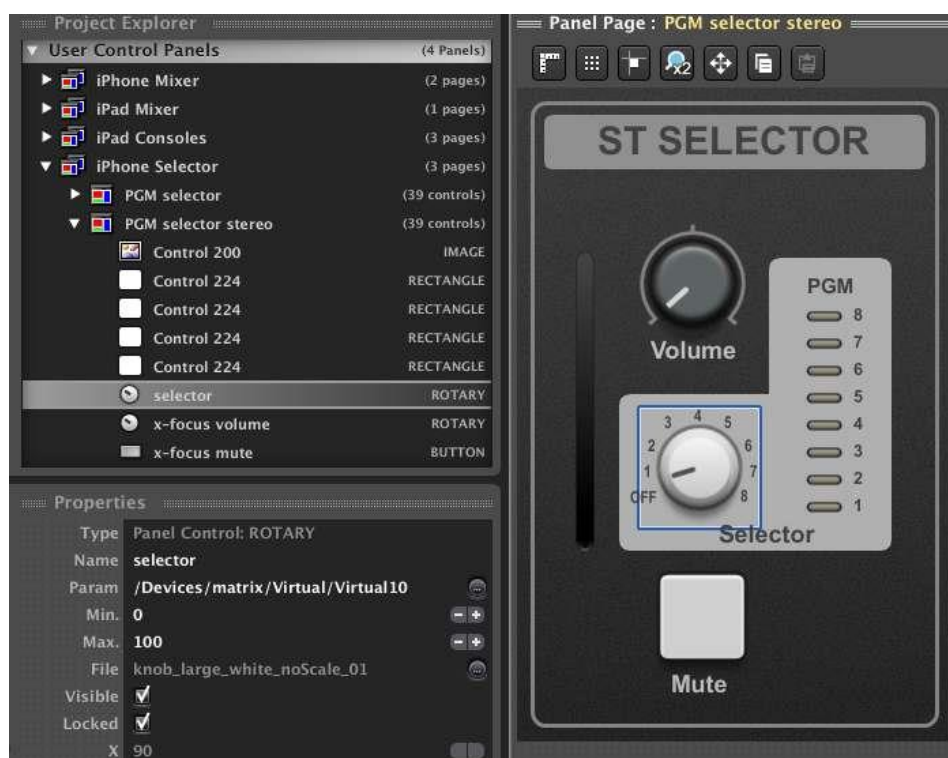 Project Explorer
User Control Panels (4 Panels)
iPhone Mixer (2 pages)
iPad Mixer (1 pages)
iPad Consoles (3 pages)
iPhone Selector (3 pages)
PGM selector (39 controls)
PGM selector stereo (39 controls)
Control 200 IMAGE
Control 224 RECTANGLE
Control 224 RECTANGLE
Control 224 RECTANGLE
Control 224 RECTANGLE
selector ROTARY
x-focus volume ROTARY
x-focus mute BUTTON
Properties
Type Panel Control: ROTARY
Name selector
Param /Devices/matrix/Virtual/Virtual10
Min. 0
Max. 100
File knob_large_white_noScale_01
Visible
Locked
X 90
Panel Page : PGM selector stereo
x2
ST SELECTOR
Volume
PGM
8
7
6
5
4
3
2
1
OFF 1 2 3 4 5 6 7 8
Selector
Mute